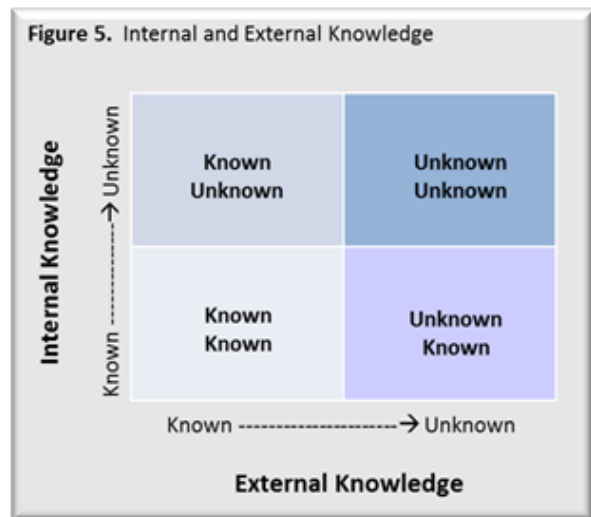 Figure 5. Internal and External Knowledge
Internal Knowledge
Known ----------→ Unknown
Known
Unknown
Unknown
Unknown
Known
Known
Unknown
Known
Known -----------------------→ Unknown
External Knowledge